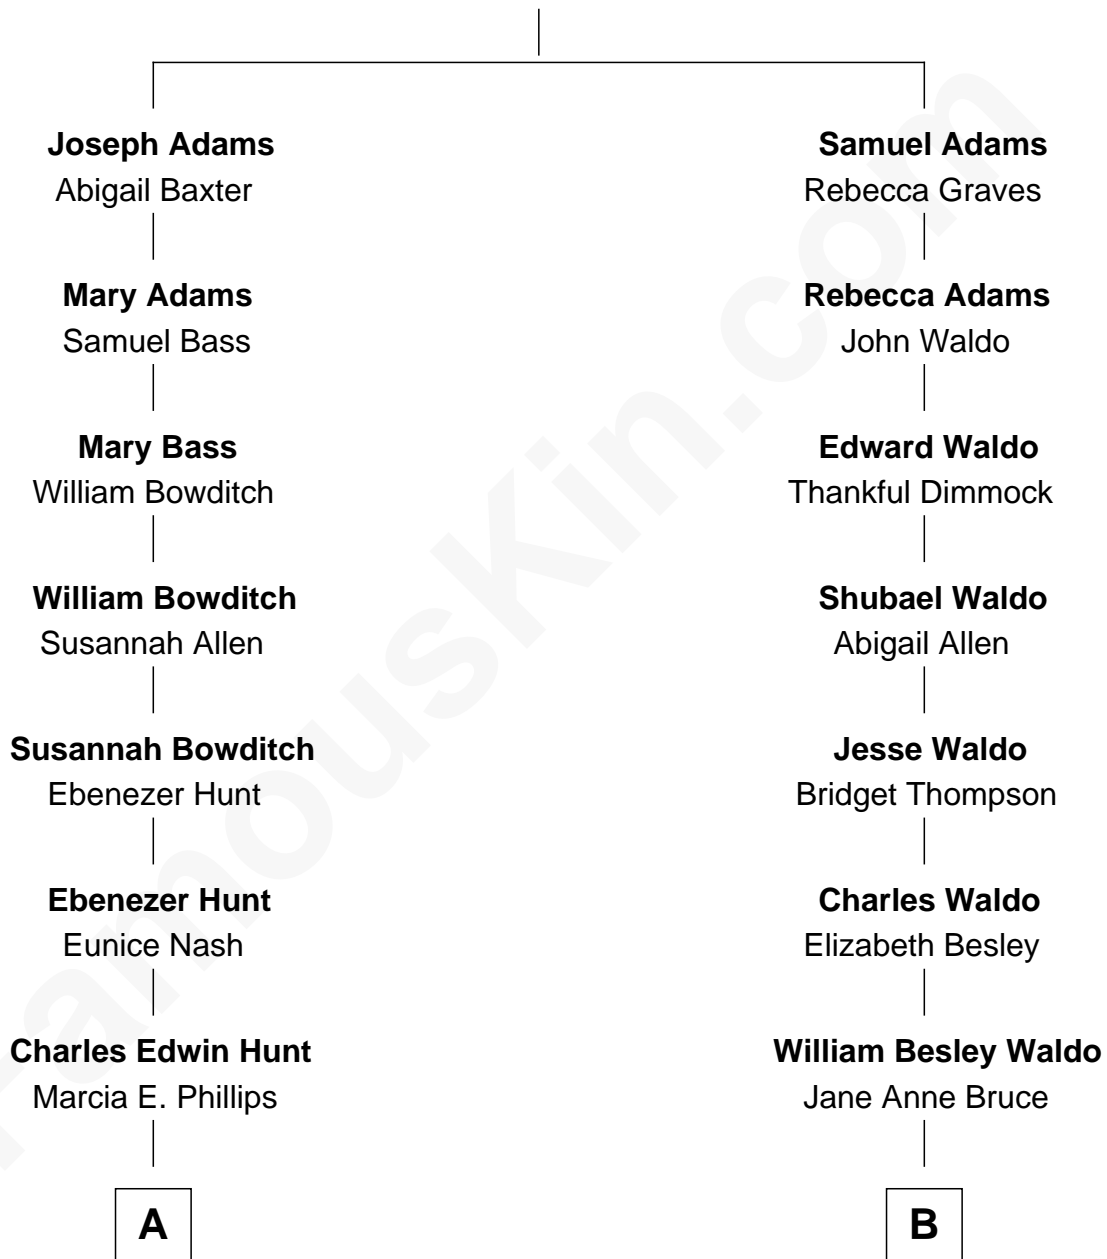 Joseph Adams
Abigail Baxter
Mary Adams
Samuel Bass
Mary Bass
William Bowditch
William Bowditch
Susannah Allen
Susannah Bowditch
Ebenezer Hunt
Ebenezer Hunt
Eunice Nash
Charles Edwin Hunt
Marcia E. Phillips
A
Samuel Adams
Rebecca Graves
Rebecca Adams
John Waldo
Edward Waldo
Thankful Dimmock
Shubael Waldo
Abigail Allen
Jesse Waldo
Bridget Thompson
Charles Waldo
Elizabeth Besley
William Besley Waldo
Jane Anne Bruce
B
FamousKin.com